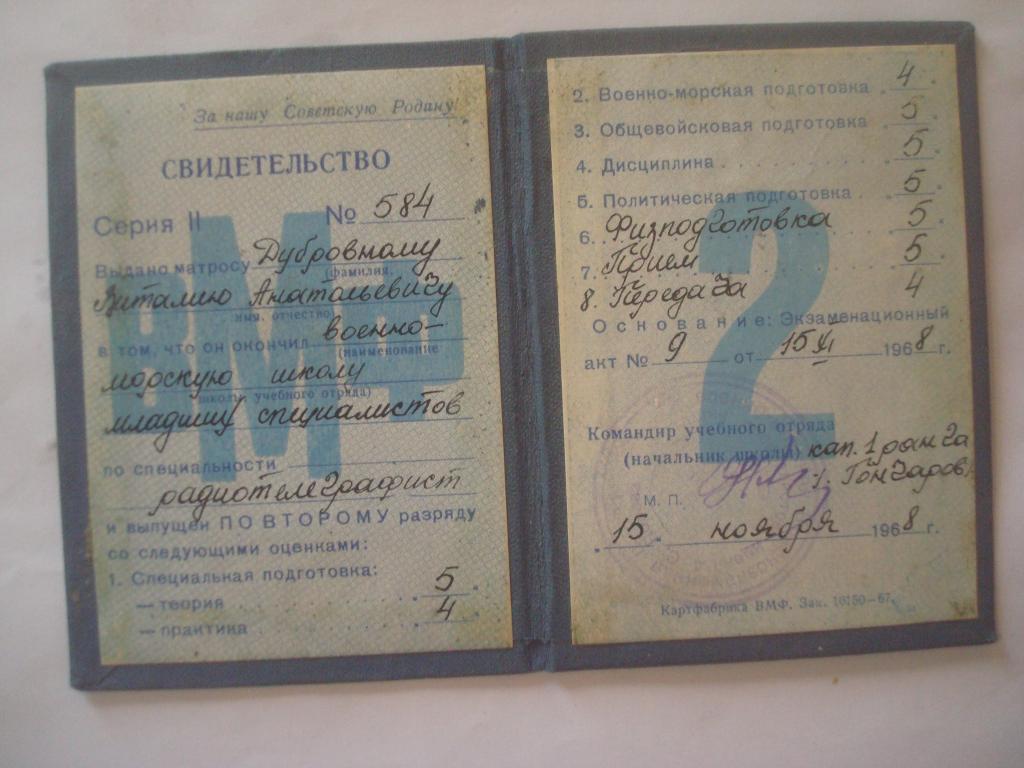 За нашу Советскую Родину!
СВИДЕТЕЛЬСТВО
Серия II № 584
Выдано матросу Дубровному
(фамилия,
Виталию Анатольевичу
имя, отчество)
в том, что он окончил военно-
(наименование
морскую школу
школы учебного отряда)
младших специалистов
по специальности
радиотелеграфист
и выпущен ПО ВТОРОМУ разряду
со следующими оценками:
1. Специальная подготовка:
—теория 5
—практика 4
ВМФ
2. Военно-морская подготовка 4
3. Общевойсковая подготовка 5
4. Дисциплина 5
5. Политическая подготовка 5
6. Физподготовка 5
7. Прием 5
8. Передача 4
Основание: Экзаменационный
акт № 9 от 15 XI 1968 г.
2
Командир учебного отряда
(начальник школы) кап. 1 ранга
(Гончаров)
М. П.
15 ноября 1968 г.
Картфабрика ВМФ. Зак. 16150—67.